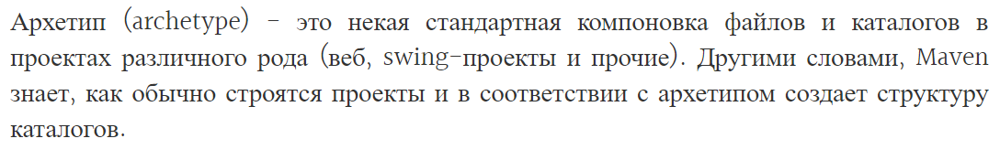 Архетип (archetype) – это некая стандартная компоновка файлов и каталогов в
проектах различного рода (веб, swing-проекты и прочие). Другими словами, Maven
знает, как обычно строятся проекты и в соответствии с архетипом создает структуру
каталогов.